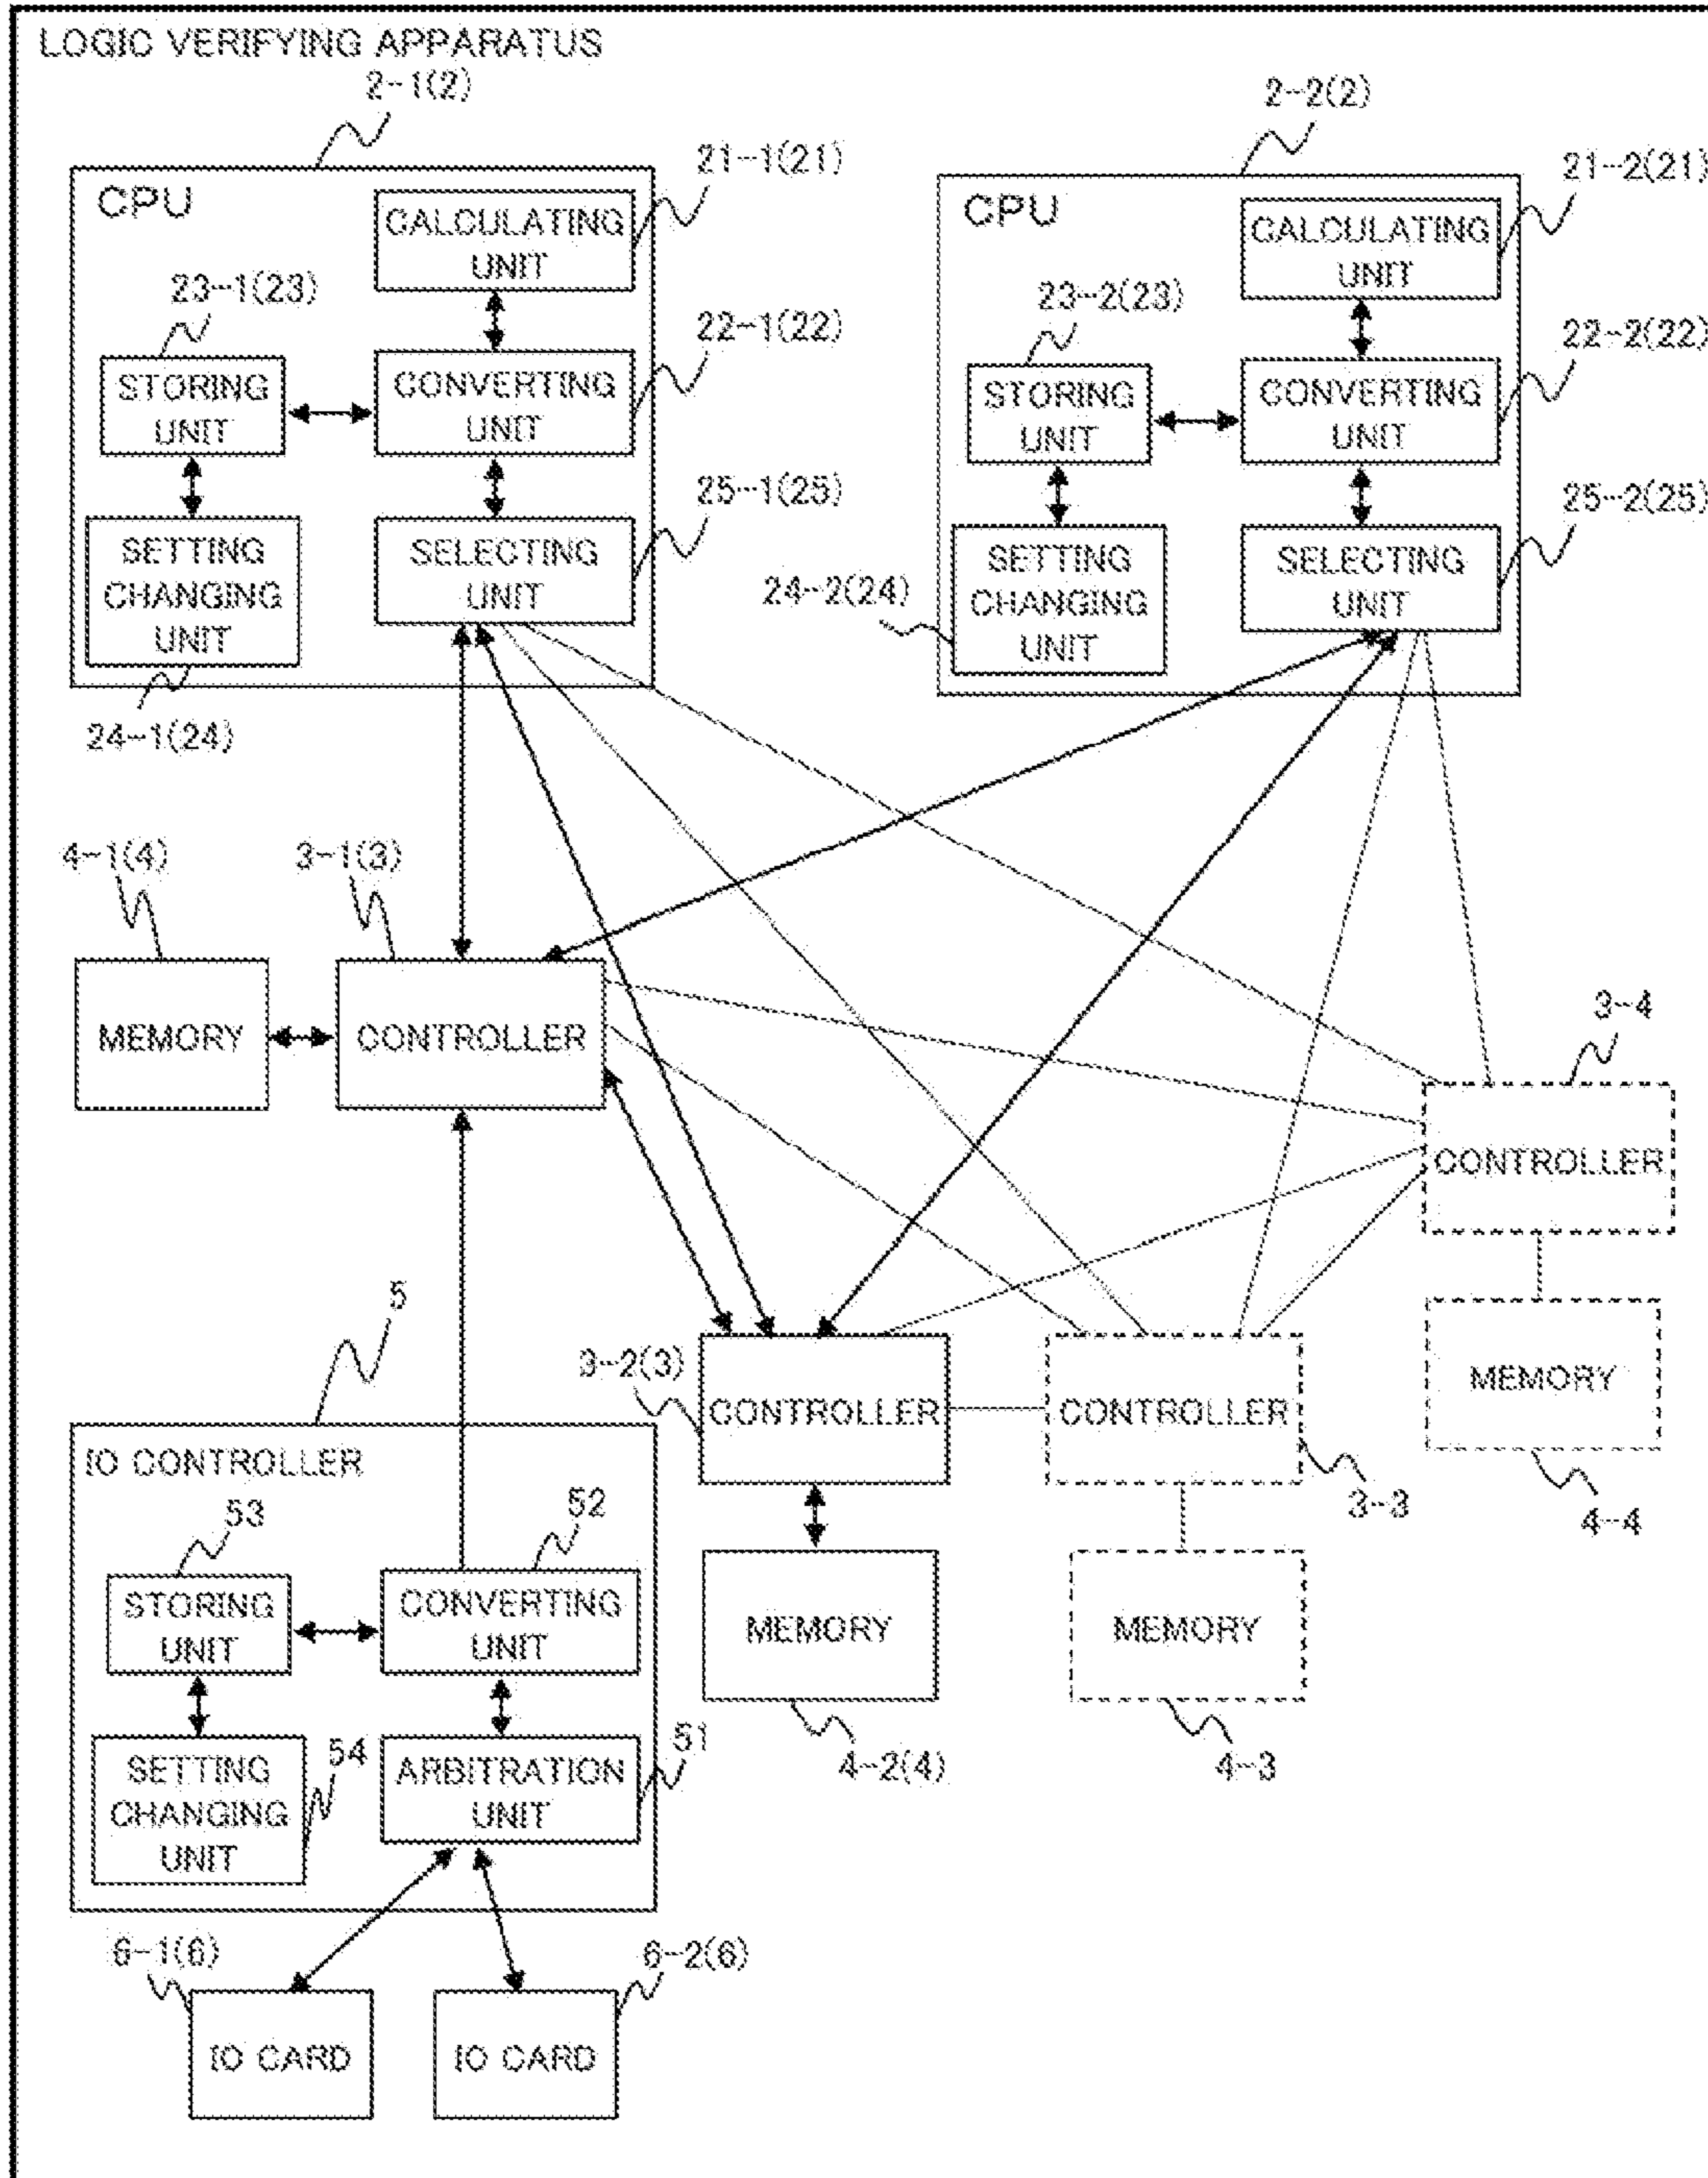 LOGIC VERIFYING APPARATUS
2-1(2)
2-2(2)
CPU
21-1(21)
CALCULATING
UNIT
23-1(23)
22-1(22)
STORING
UNIT
CONVERTING
UNIT
25-1(25)
SETTING
CHANGING
UNIT
SELECTING
UNIT
24-1(24)
CPU
21-2(21)
CALCULATING
UNIT
23-2(23)
22-2(22)
STORING
UNIT
CONVERTING
UNIT
25-2(25)
SETTING
CHANGING
UNIT
SELECTING
UNIT
24-2(24)
4-1(4)
3-1(3)
MEMORY
CONTROLLER
3-4
CONTROLLER
MEMORY
4-4
5
3-2(3)
CONTROLLER
CONTROLLER
3-3
MEMORY
MEMORY
4-2(4)
4-3
IO CONTROLLER
53
52
STORING
UNIT
CONVERTING
UNIT
54
51
SETTING
CHANGING
UNIT
ARBITRATION
UNIT
6-1(6)
6-2(6)
IO CARD
IO CARD